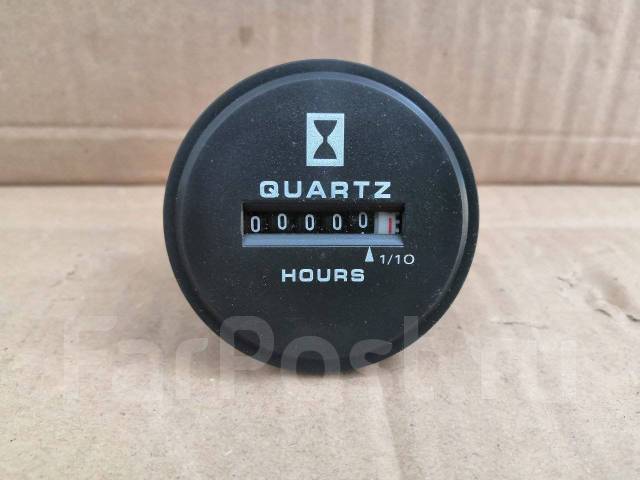 QUARTZ
00000
1/10
HOURS
FarPost.ru